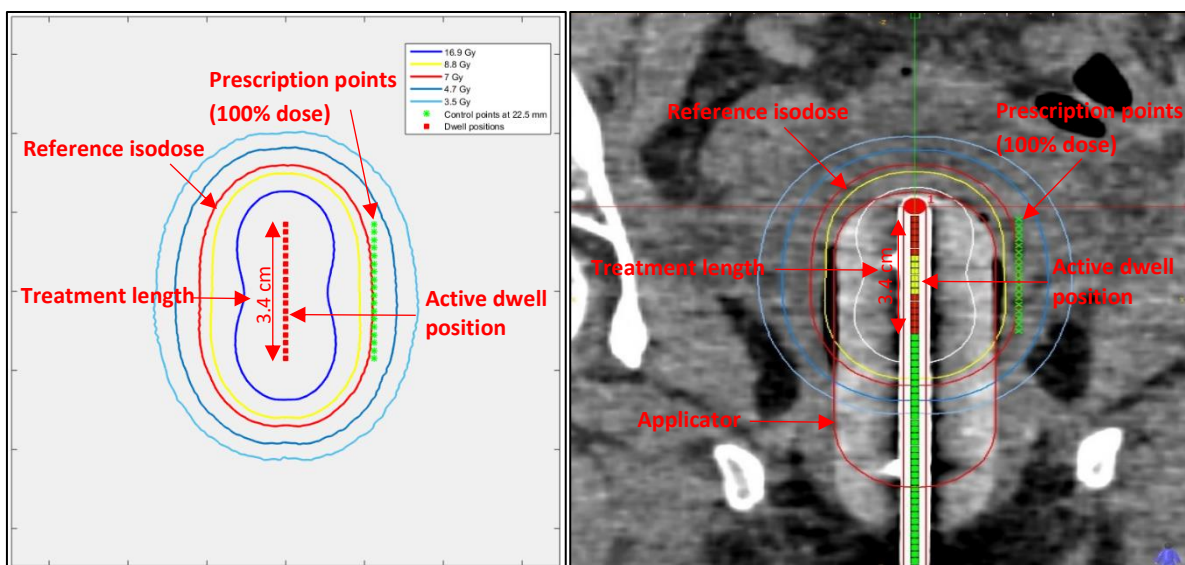 16.9 Gy
8.8 Gy
7 Gy
4.7 Gy
3.5 Gy
Control points at 22.5 mm
Dwell positions
Prescription points
(100% dose)
Reference isodose
Treatment length
3.4 cm
Active dwell
position
Prescription points
(100% dose)
Reference isodose
1
Treatment length
3.4 cm
Active dwell
position
Applicator